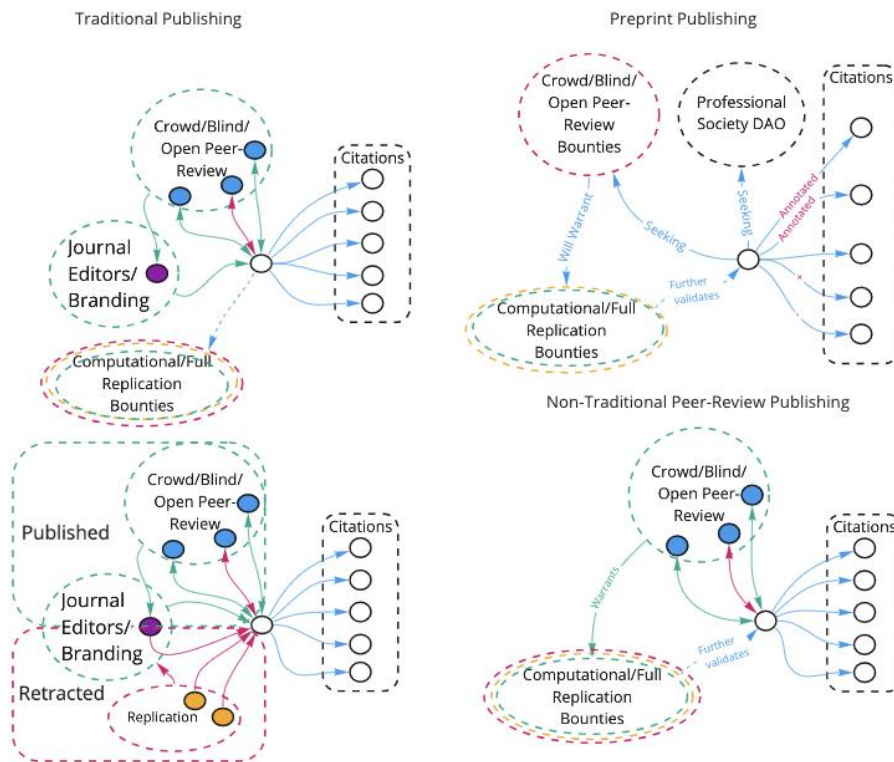 Traditional Publishing
Crowd/Blind/
Open Peer-
Review
Citations
Journal
Editors/
Branding
Computational/Full
Replication
Bounties
Published
Crowd/Blind/
Open Peer-
Review
Citations
Journal
Editors/
Branding
Retracted
Replication
Preprint Publishing
Crowd/Blind/
Open Peer-
Review
Bounties
Professional
Society DAO
Citations
Annotated
Annotated
Will Warrant
Seeking
Seeking
Computational/Full
Replication
Bounties
Further
validates
Non-Traditional Peer-Review Publishing
Crowd/Blind/
Open Peer-
Review
Citations
Warrants
Further
validates
Computational/Full
Replication
Bounties